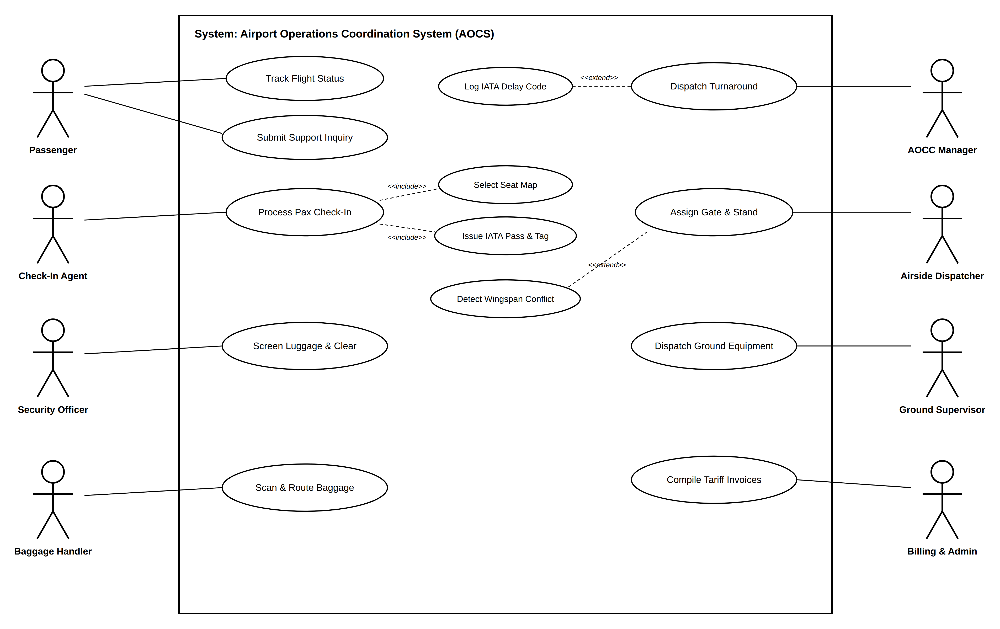 System: Airport Operations Coordination System (AOCS)
Track Flight Status
Log IATA Delay Code
<<extend>>
Dispatch Turnaround
Submit Support Inquiry
Passenger
AOCC Manager
<<include>>
Select Seat Map
Process Pax Check-In
Assign Gate & Stand
<<include>>
Issue IATA Pass & Tag
<<extend>>
Check-In Agent
Airside Dispatcher
Detect Wingspan Conflict
Screen Luggage & Clear
Dispatch Ground Equipment
Security Officer
Ground Supervisor
Scan & Route Baggage
Compile Tariff Invoices
Baggage Handler
Billing & Admin